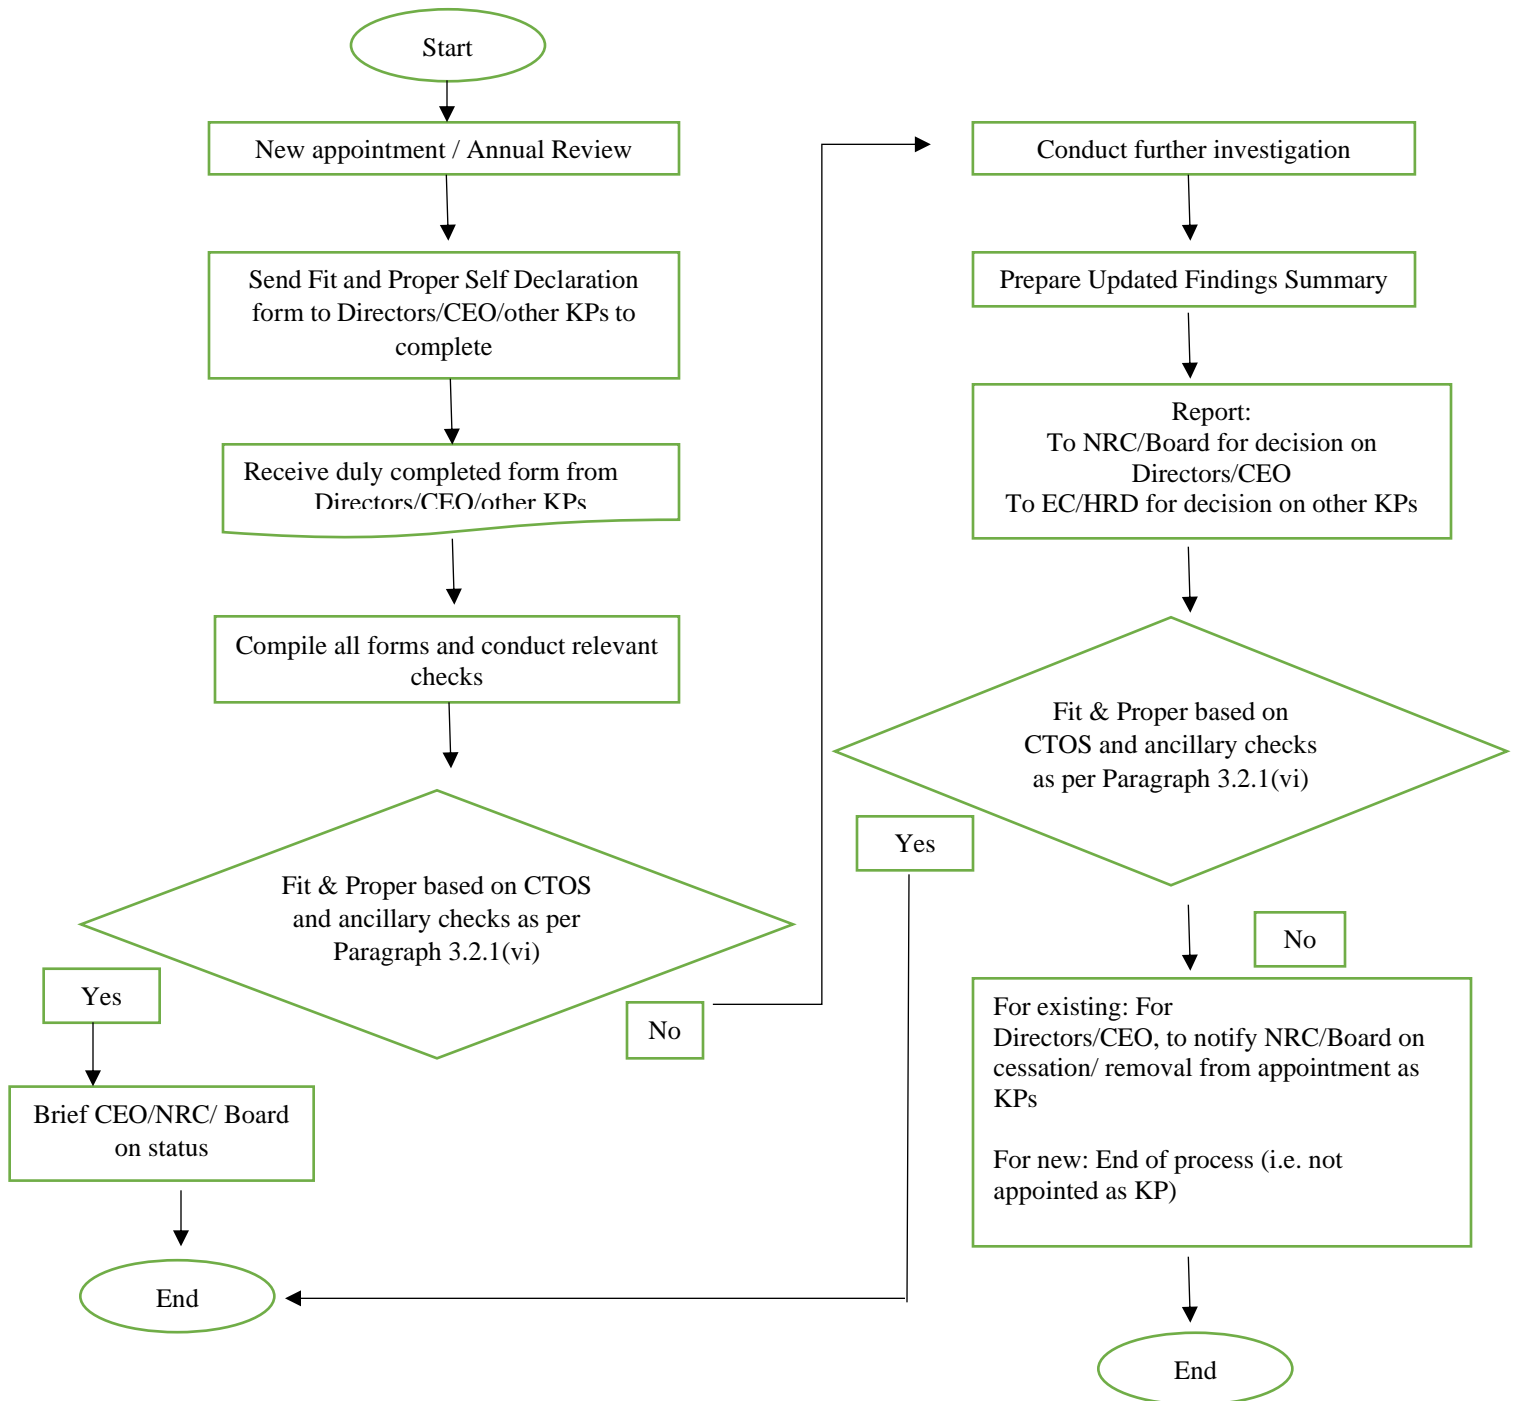 Start
New appointment / Annual Review
Send Fit and Proper Self Declaration
form to Directors/CEO/other KPs to
complete
Receive duly completed form from
Directors/CEO/other KPs
Compile all forms and conduct relevant
checks
Fit & Proper based on CTOS
and ancillary checks as per
Paragraph 3.2.1(vi)
Yes
No
Brief CEO/NRC/ Board
on status
End
Conduct further investigation
Prepare Updated Findings Summary
Report:
To NRC/Board for decision on
Directors/CEO
To EC/HRD for decision on other KPs
Fit & Proper based on
CTOS and ancillary checks
as per Paragraph 3.2.1(vi)
Yes
No
For existing: For
Directors/CEO, to notify NRC/Board on
cessation/ removal from appointment as
KPs
For new: End of process (i.e. not
appointed as KP)
End